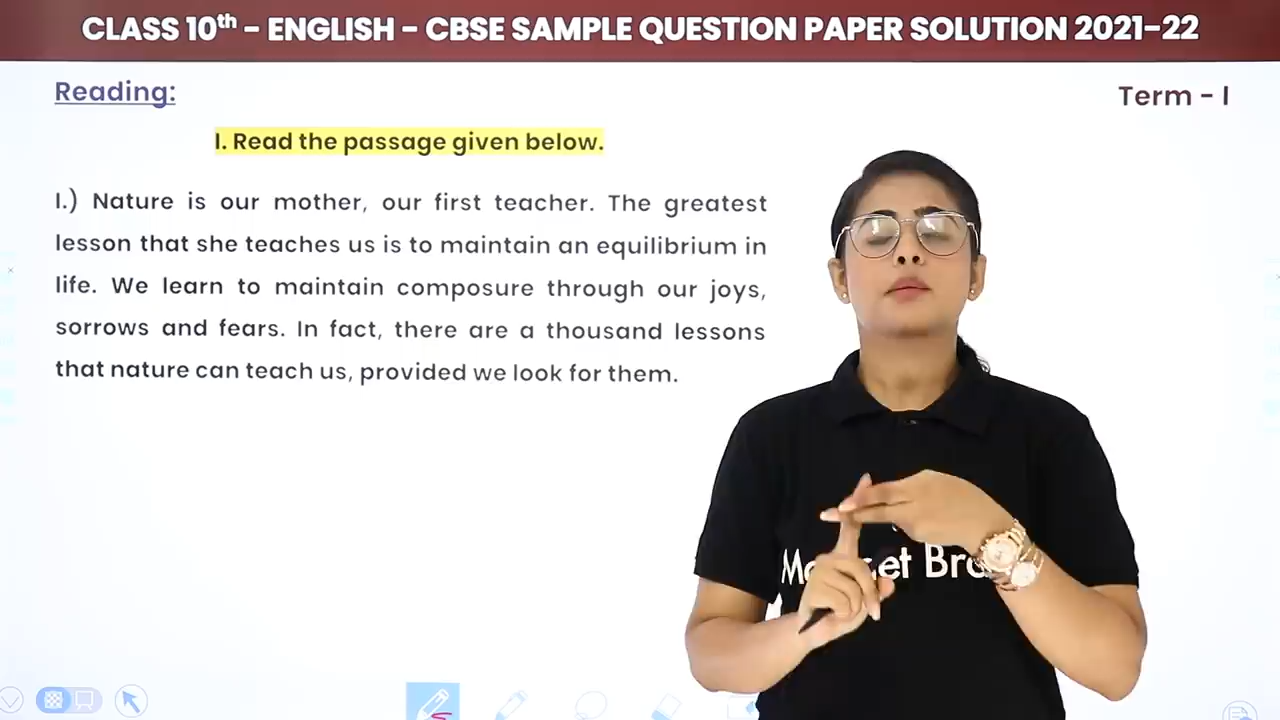 CLASS 10th - ENGLISH - CBSE SAMPLE QUESTION PAPER SOLUTION 2021-22
Reading:
Term - I
I. Read the passage given below.
I.) Nature is our mother, our first teacher. The greatest
lesson that she teaches us is to maintain an equilibrium in
life. We learn to maintain composure through our joys,
sorrows and fears. In fact, there are a thousand lessons
that nature can teach us, provided we look for them.